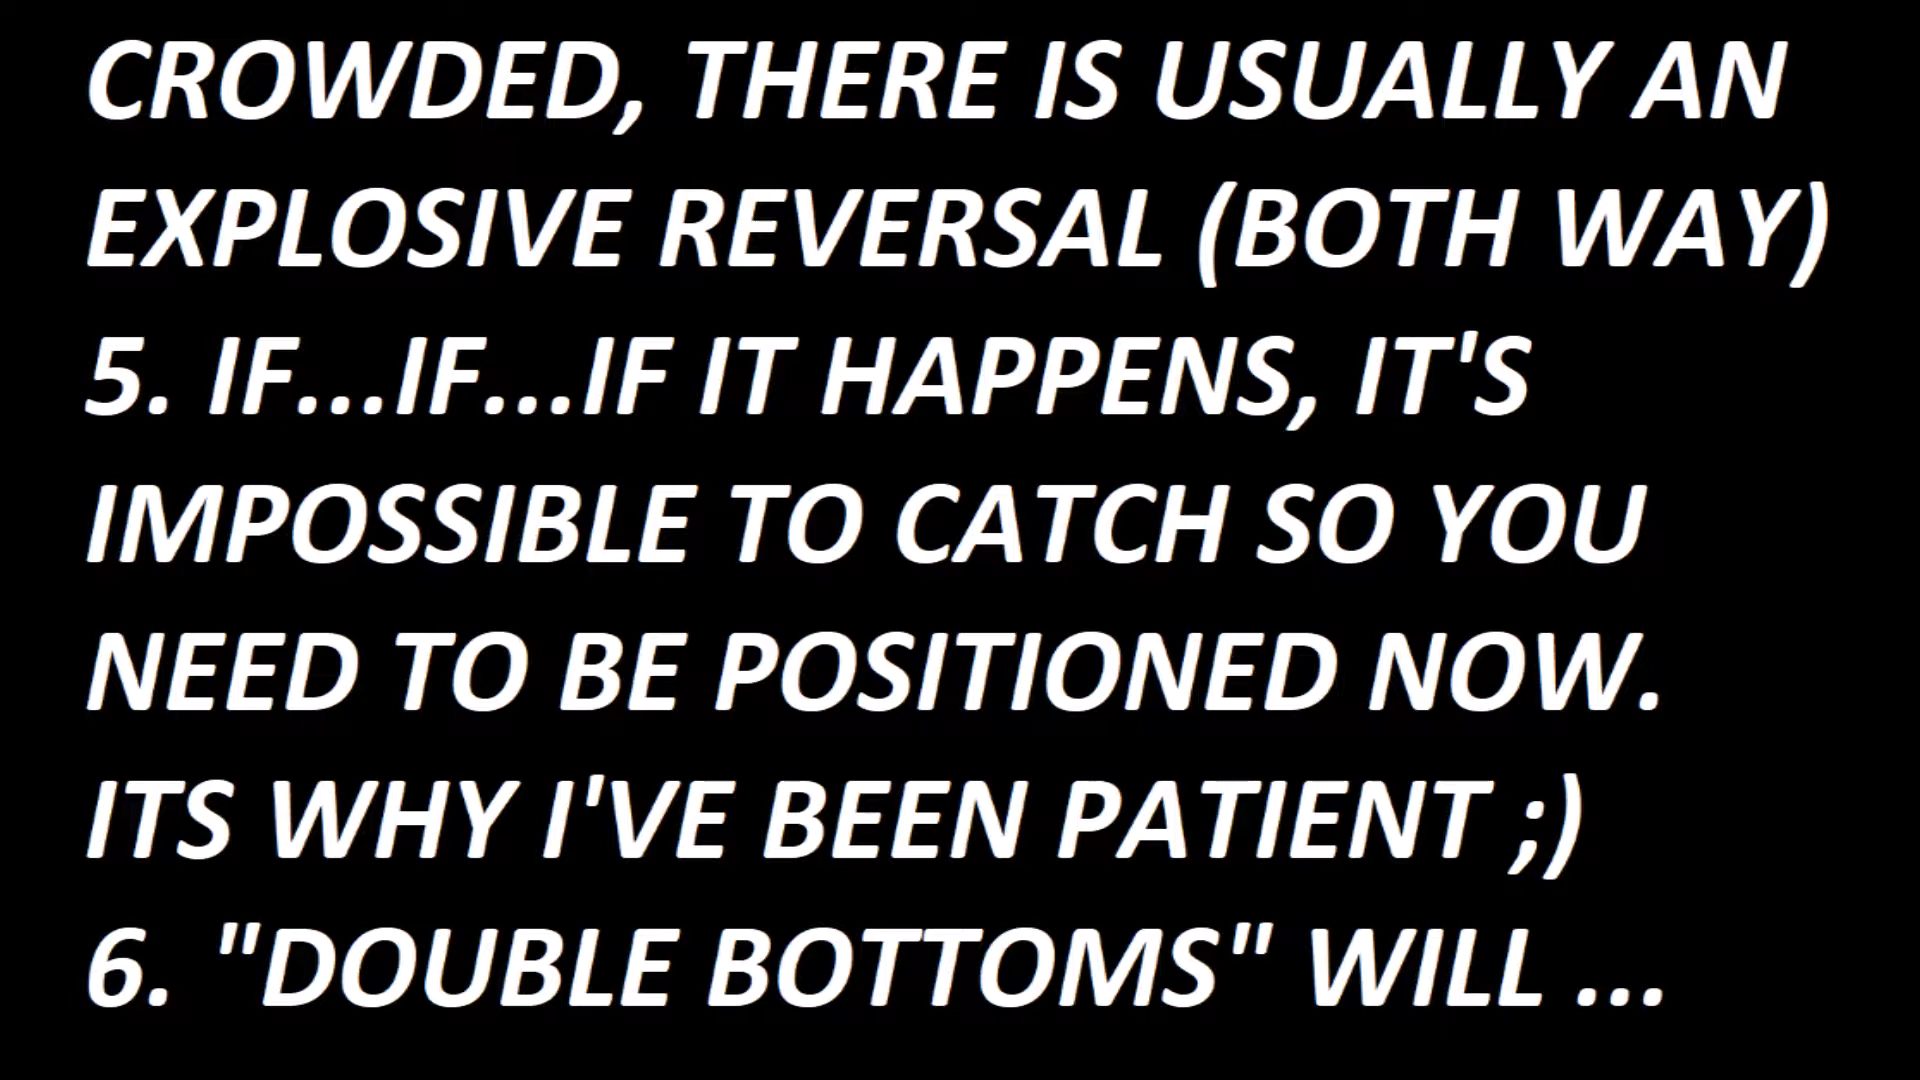 CROWDED, THERE IS USUALLY AN
EXPLOSIVE REVERSAL (BOTH WAY)
5. IF...IF...IF IT HAPPENS, IT'S
IMPOSSIBLE TO CATCH SO YOU
NEED TO BE POSITIONED NOW.
ITS WHY I'VE BEEN PATIENT ;)
6. "DOUBLE BOTTOMS" WILL ...